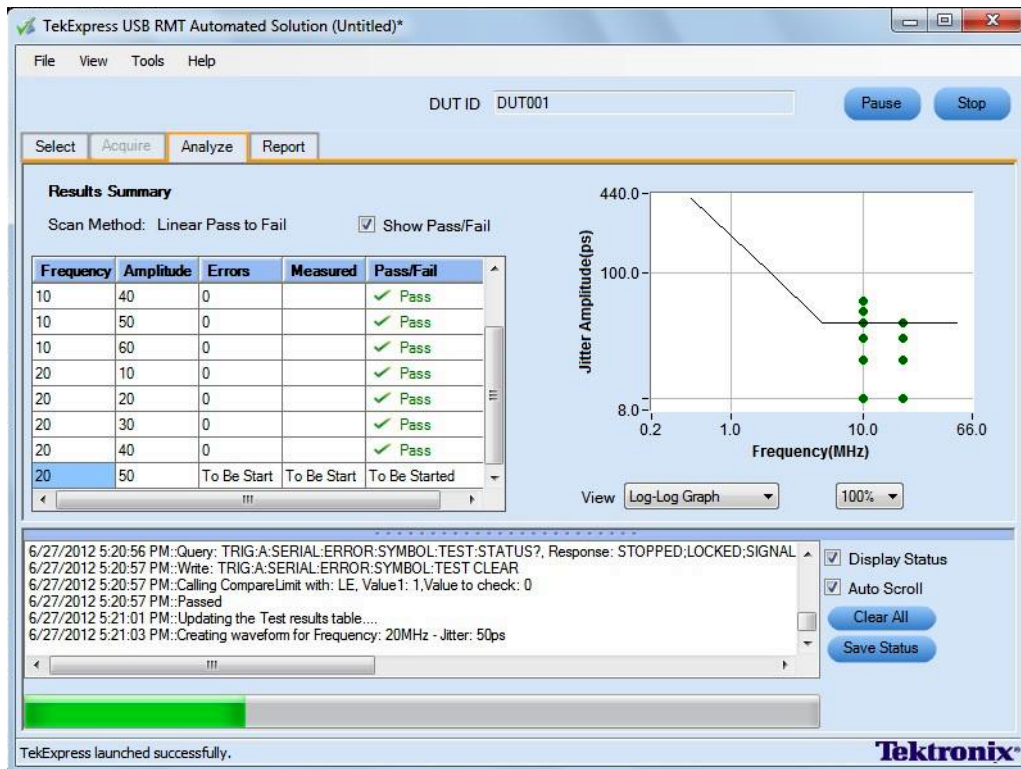 TekExpress USB RMT Automated Solution (Untitled)*
File View Tools Help
DUT ID DUT001 Pause Stop
Select Acquire Analyze Report
Results Summary
Scan Method: Linear Pass to Fail Show Pass/Fail
Frequency Amplitude Errors Measured Pass/Fail
10 40 0 Pass
10 50 0 Pass
10 60 0 Pass
20 10 0 Pass
20 20 0 Pass
20 30 0 Pass
20 40 0 Pass
20 50 To Be Start To Be Start To Be Started
Jitter Amplitude(ps)
440.0
100.0
8.0
0.2 1.0 10.0 66.0
Frequency(MHz)
View Log-Log Graph 100%
6/27/2012 5:20:56 PM::Query: TRIG:A:SERIAL:ERROR:SYMBOL:TEST:STATUS?, Response: STOPPED;LOCKED;SIGNAL
6/27/2012 5:20:57 PM::Write: TRIG:A:SERIAL:ERROR:SYMBOL:TEST CLEAR
6/27/2012 5:20:57 PM::Calling CompareLimit with: LE, Value1: 1,Value to check: 0
6/27/2012 5:20:57 PM::Passed
6/27/2012 5:21:01 PM::Updating the Test results table....
6/27/2012 5:21:03 PM::Creating waveform for Frequency: 20MHz - Jitter: 50ps
Display Status
Auto Scroll
Clear All
Save Status
TekExpress launched successfully.
Tektronix